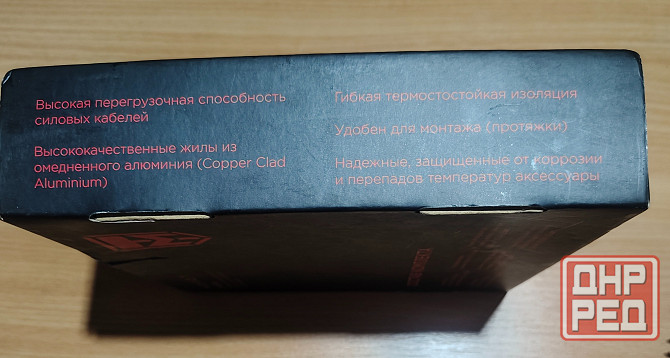 Высокая перегрузочная способность
силовых кабелей
Высококачественные жилы из
омедненного алюминия (Copper Clad
Aluminium)
Гибкая термостостойкая изоляция
Удобен для монтажа (протяжки)
Надежные, защищенные от коррозии
и перепадов температур аксессуары
ДНР
РЕД